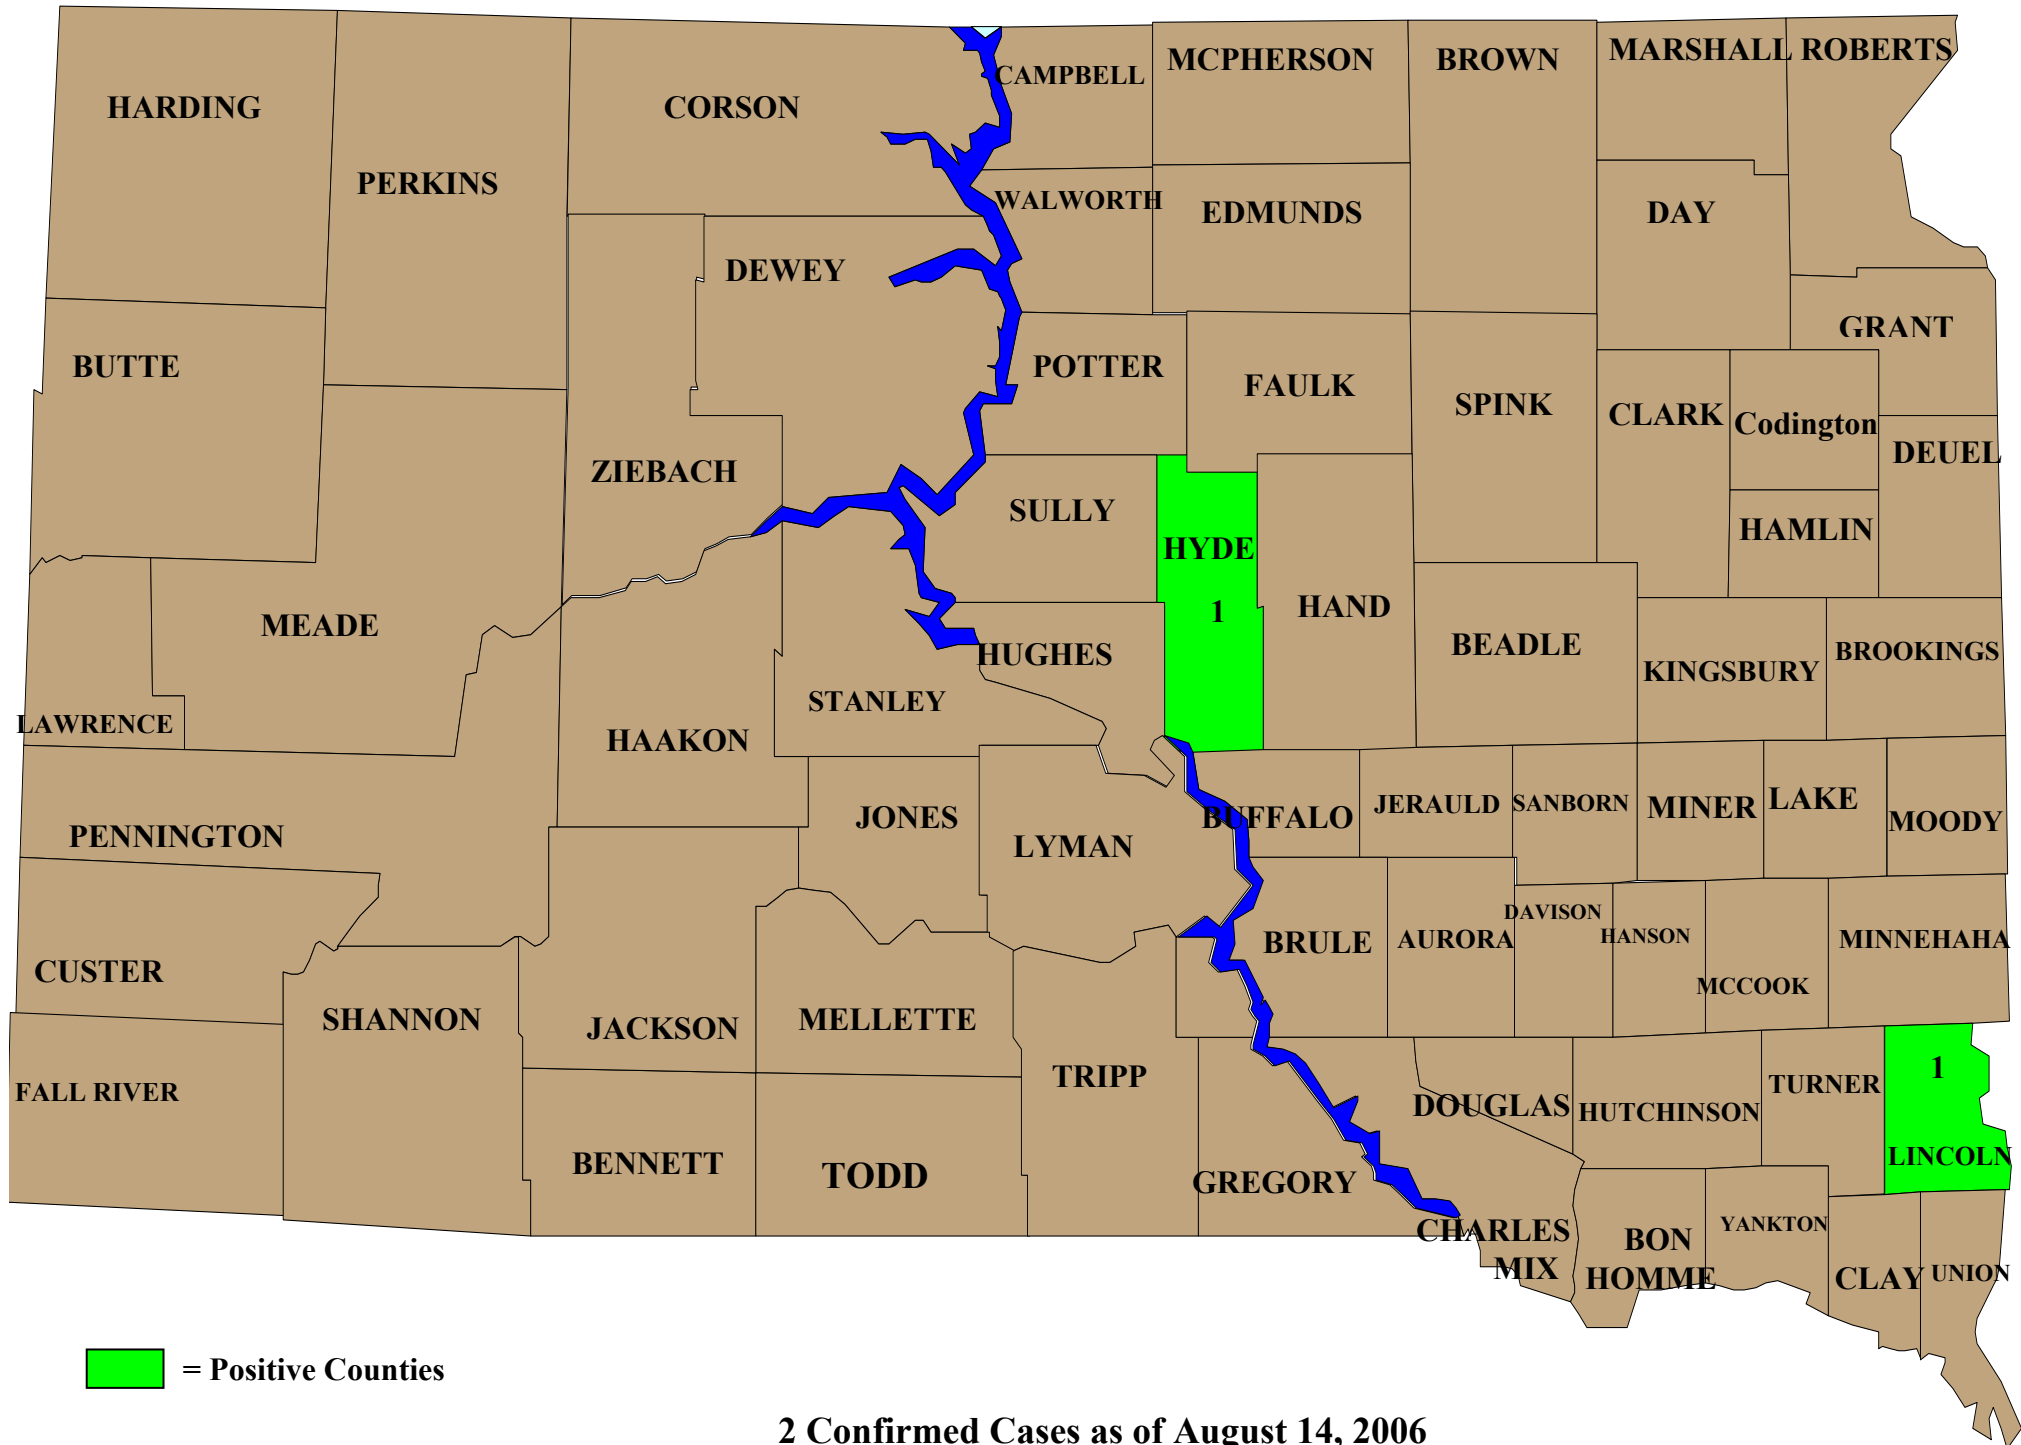 HARDING
PERKINS
CORSON
CAMPBELL
MCPHERSON
BROWN
MARSHALL
ROBERTS
WALWORTH
EDMUNDS
DAY
DEWEY
GRANT
BUTTE
POTTER
FAULK
SPINK
CLARK
Codington
DEUEL
ZIEBACH
SULLY
HYDE
1
HAMLIN
MEADE
HAND
HUGHES
BEADLE
KINGSBURY
BROOKINGS
LAWRENCE
STANLEY
HAAKON
PENNINGTON
JONES
LYMAN
BUFFALO
JERAULD
SANBORN
MINER
LAKE
MOODY
CUSTER
BRULE
AURORA
DAVISON
HANSON
MCCOOK
MINNEHAHA
SHANNON
JACKSON
MELLETTE
FALL RIVER
TRIPP
DOUGLAS
HUTCHINSON
TURNER
1
LINCOLN
BENNETT
TODD
GREGORY
CHARLES
MIX
BON
HOMME
YANKTON
CLAY
UNION
= Positive Counties
2 Confirmed Cases as of August 14, 2006